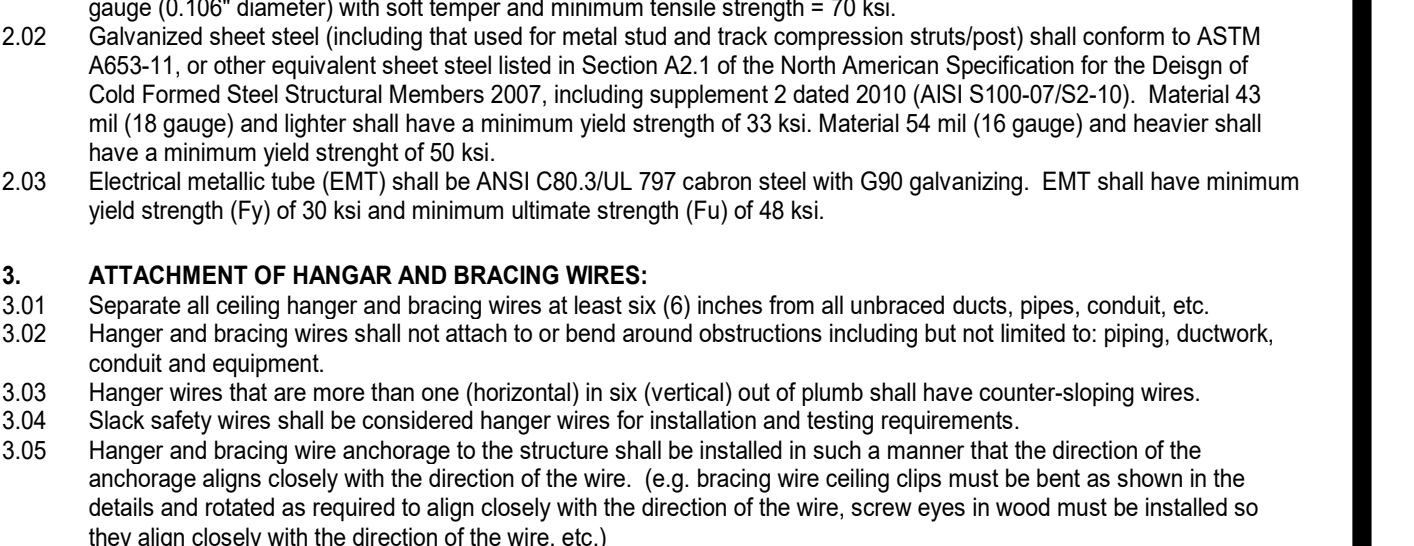 gauge (0.106" diameter) with soft temper and minimum tensile strength = 70 ksi.
2.02 Galvanized sheet steel (including that used for metal stud and track compression struts/post) shall conform to ASTM
A653-11, or other equivalent sheet steel listed in Section A2.1 of the North American Specification for the Deisgn of
Cold Formed Steel Structural Members 2007, including supplement 2 dated 2010 (AISI S100-07/S2-10). Material 43
mil (18 gauge) and lighter shall have a minimum yield strength of 33 ksi. Material 54 mil (16 gauge) and heavier shall
have a minimum yield strenght of 50 ksi.
2.03 Electrical metallic tube (EMT) shall be ANSI C80.3/UL 797 cabron steel with G90 galvanizing. EMT shall have minimum
yield strength (Fy) of 30 ksi and minimum ultimate strength (Fu) of 48 ksi.
3. ATTACHMENT OF HANGAR AND BRACING WIRES:
3.01 Separate all ceiling hanger and bracing wires at least six (6) inches from all unbraced ducts, pipes, conduit, etc.
3.02 Hanger and bracing wires shall not attach to or bend around obstructions including but not limited to: piping, ductwork,
conduit and equipment.
3.03 Hanger wires that are more than one (horizontal) in six (vertical) out of plumb shall have counter-sloping wires.
3.04 Slack safety wires shall be considered hanger wires for installation and testing requirements.
3.05 Hanger and bracing wire anchorage to the structure shall be installed in such a manner that the direction of the
anchorage aligns closely with the direction of the wire. (e.g. bracing wire ceiling clips must be bent as shown in the
details and rotated as required to align closely with the direction of the wire, screw eyes in wood must be installed so
they align closely with the direction of the wire, etc.)